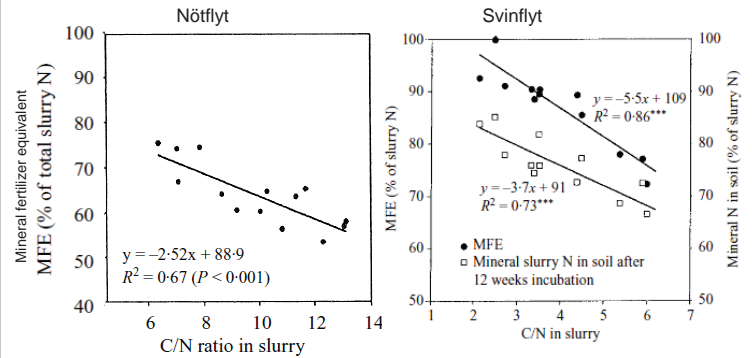 Nötflyt
Mineral fertilizer equivalent
MFE (% of total slurry N)
100
90
80
70
60
50
40
y = –2·52x + 88·9
R² = 0·67 (P < 0·001)
6
8
10
12
14
C/N ratio in slurry
Svinflyt
MFE (% of slurry N)
100
90
80
70
60
50
y = –5·5x + 109
R² = 0·86***
y = –3·7x + 91
R² = 0·73***
MFE
Mineral slurry N in soil after
12 weeks incubation
1
2
3
4
5
6
7
C/N in slurry
100
90
80
70
60
50
Mineral N in soil (% of slurry N)